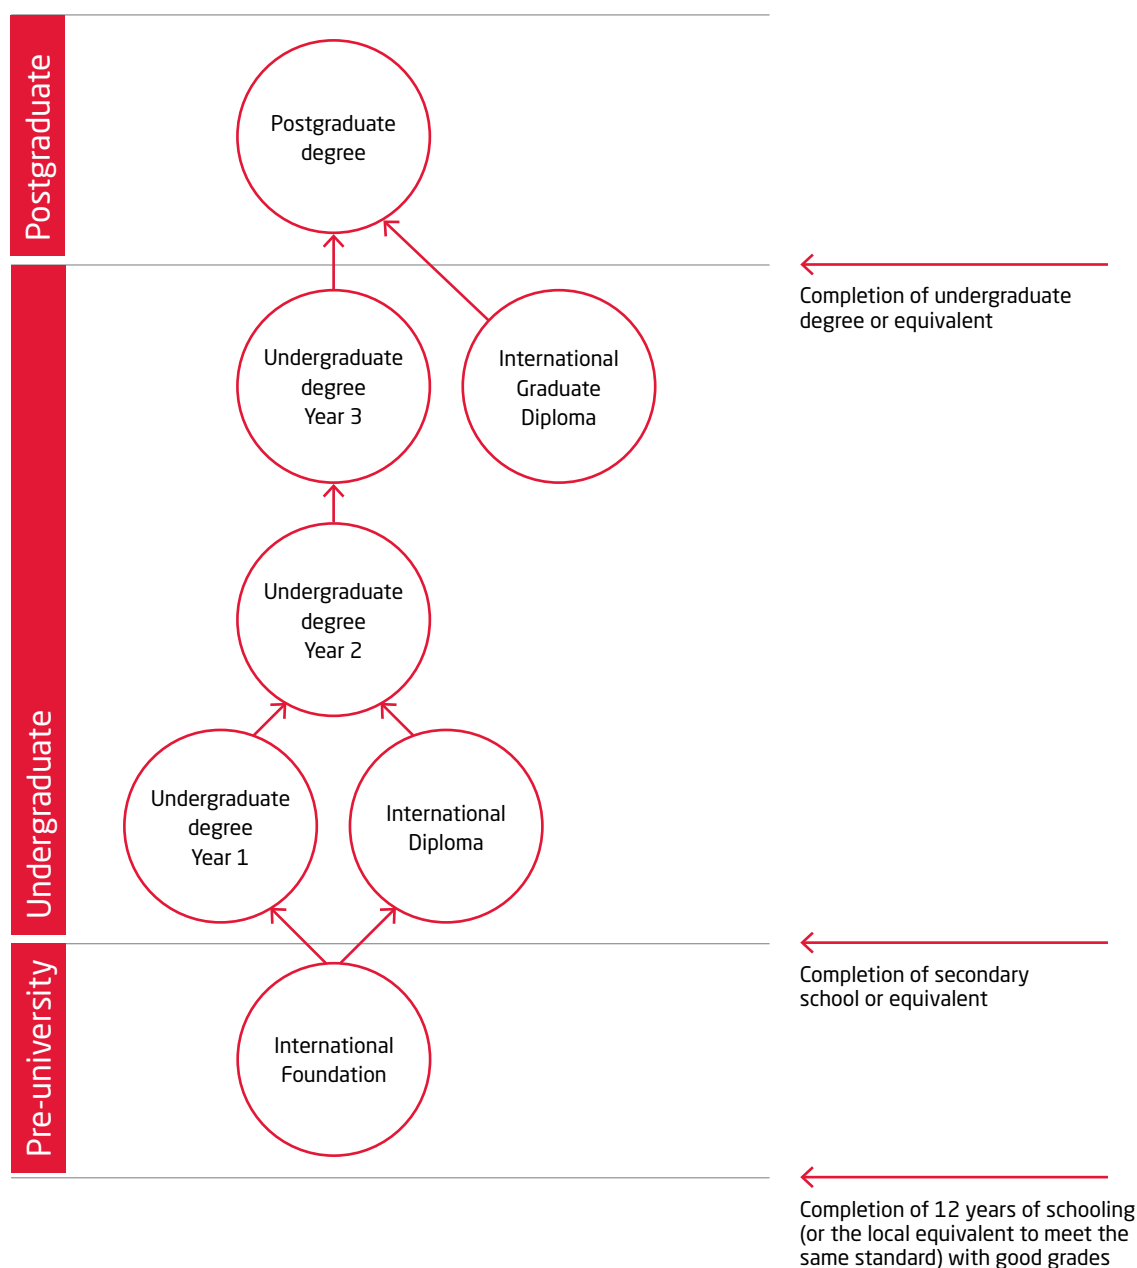 Postgraduate
Postgraduate
degree
Completion of undergraduate
degree or equivalent
Undergraduate
Undergraduate
degree
Year 3
International
Graduate
Diploma
Undergraduate
degree
Year 2
Undergraduate
degree
Year 1
International
Diploma
Completion of secondary
school or equivalent
Pre-university
International
Foundation
Completion of 12 years of schooling
(or the local equivalent to meet the
same standard) with good grades